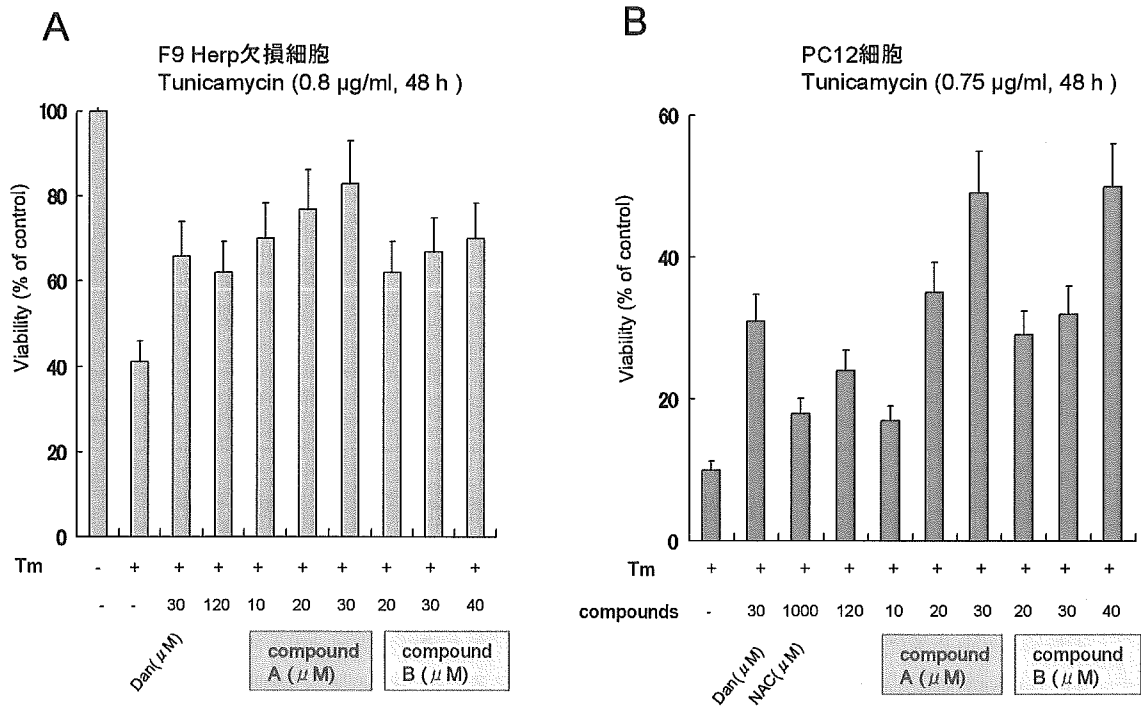 A
F9 Herp欠損細胞
Tunicamycin (0.8 μg/ml, 48 h )
Viability (% of control)
100
80
60
40
20
0
Tm - + + + + + + + + +
- - 30 120 10 20 30 20 30 40
Dan(μM)
compound
A (μM)
compound
B (μM)
B
PC12細胞
Tunicamycin (0.75 μg/ml, 48 h )
Viability (% of control)
60
40
20
0
Tm + + + + + + + + + +
compounds - 30 1000 120 10 20 30 20 30 40
Dan(μM)
NAC(μM)
compound
A (μM)
compound
B (μM)